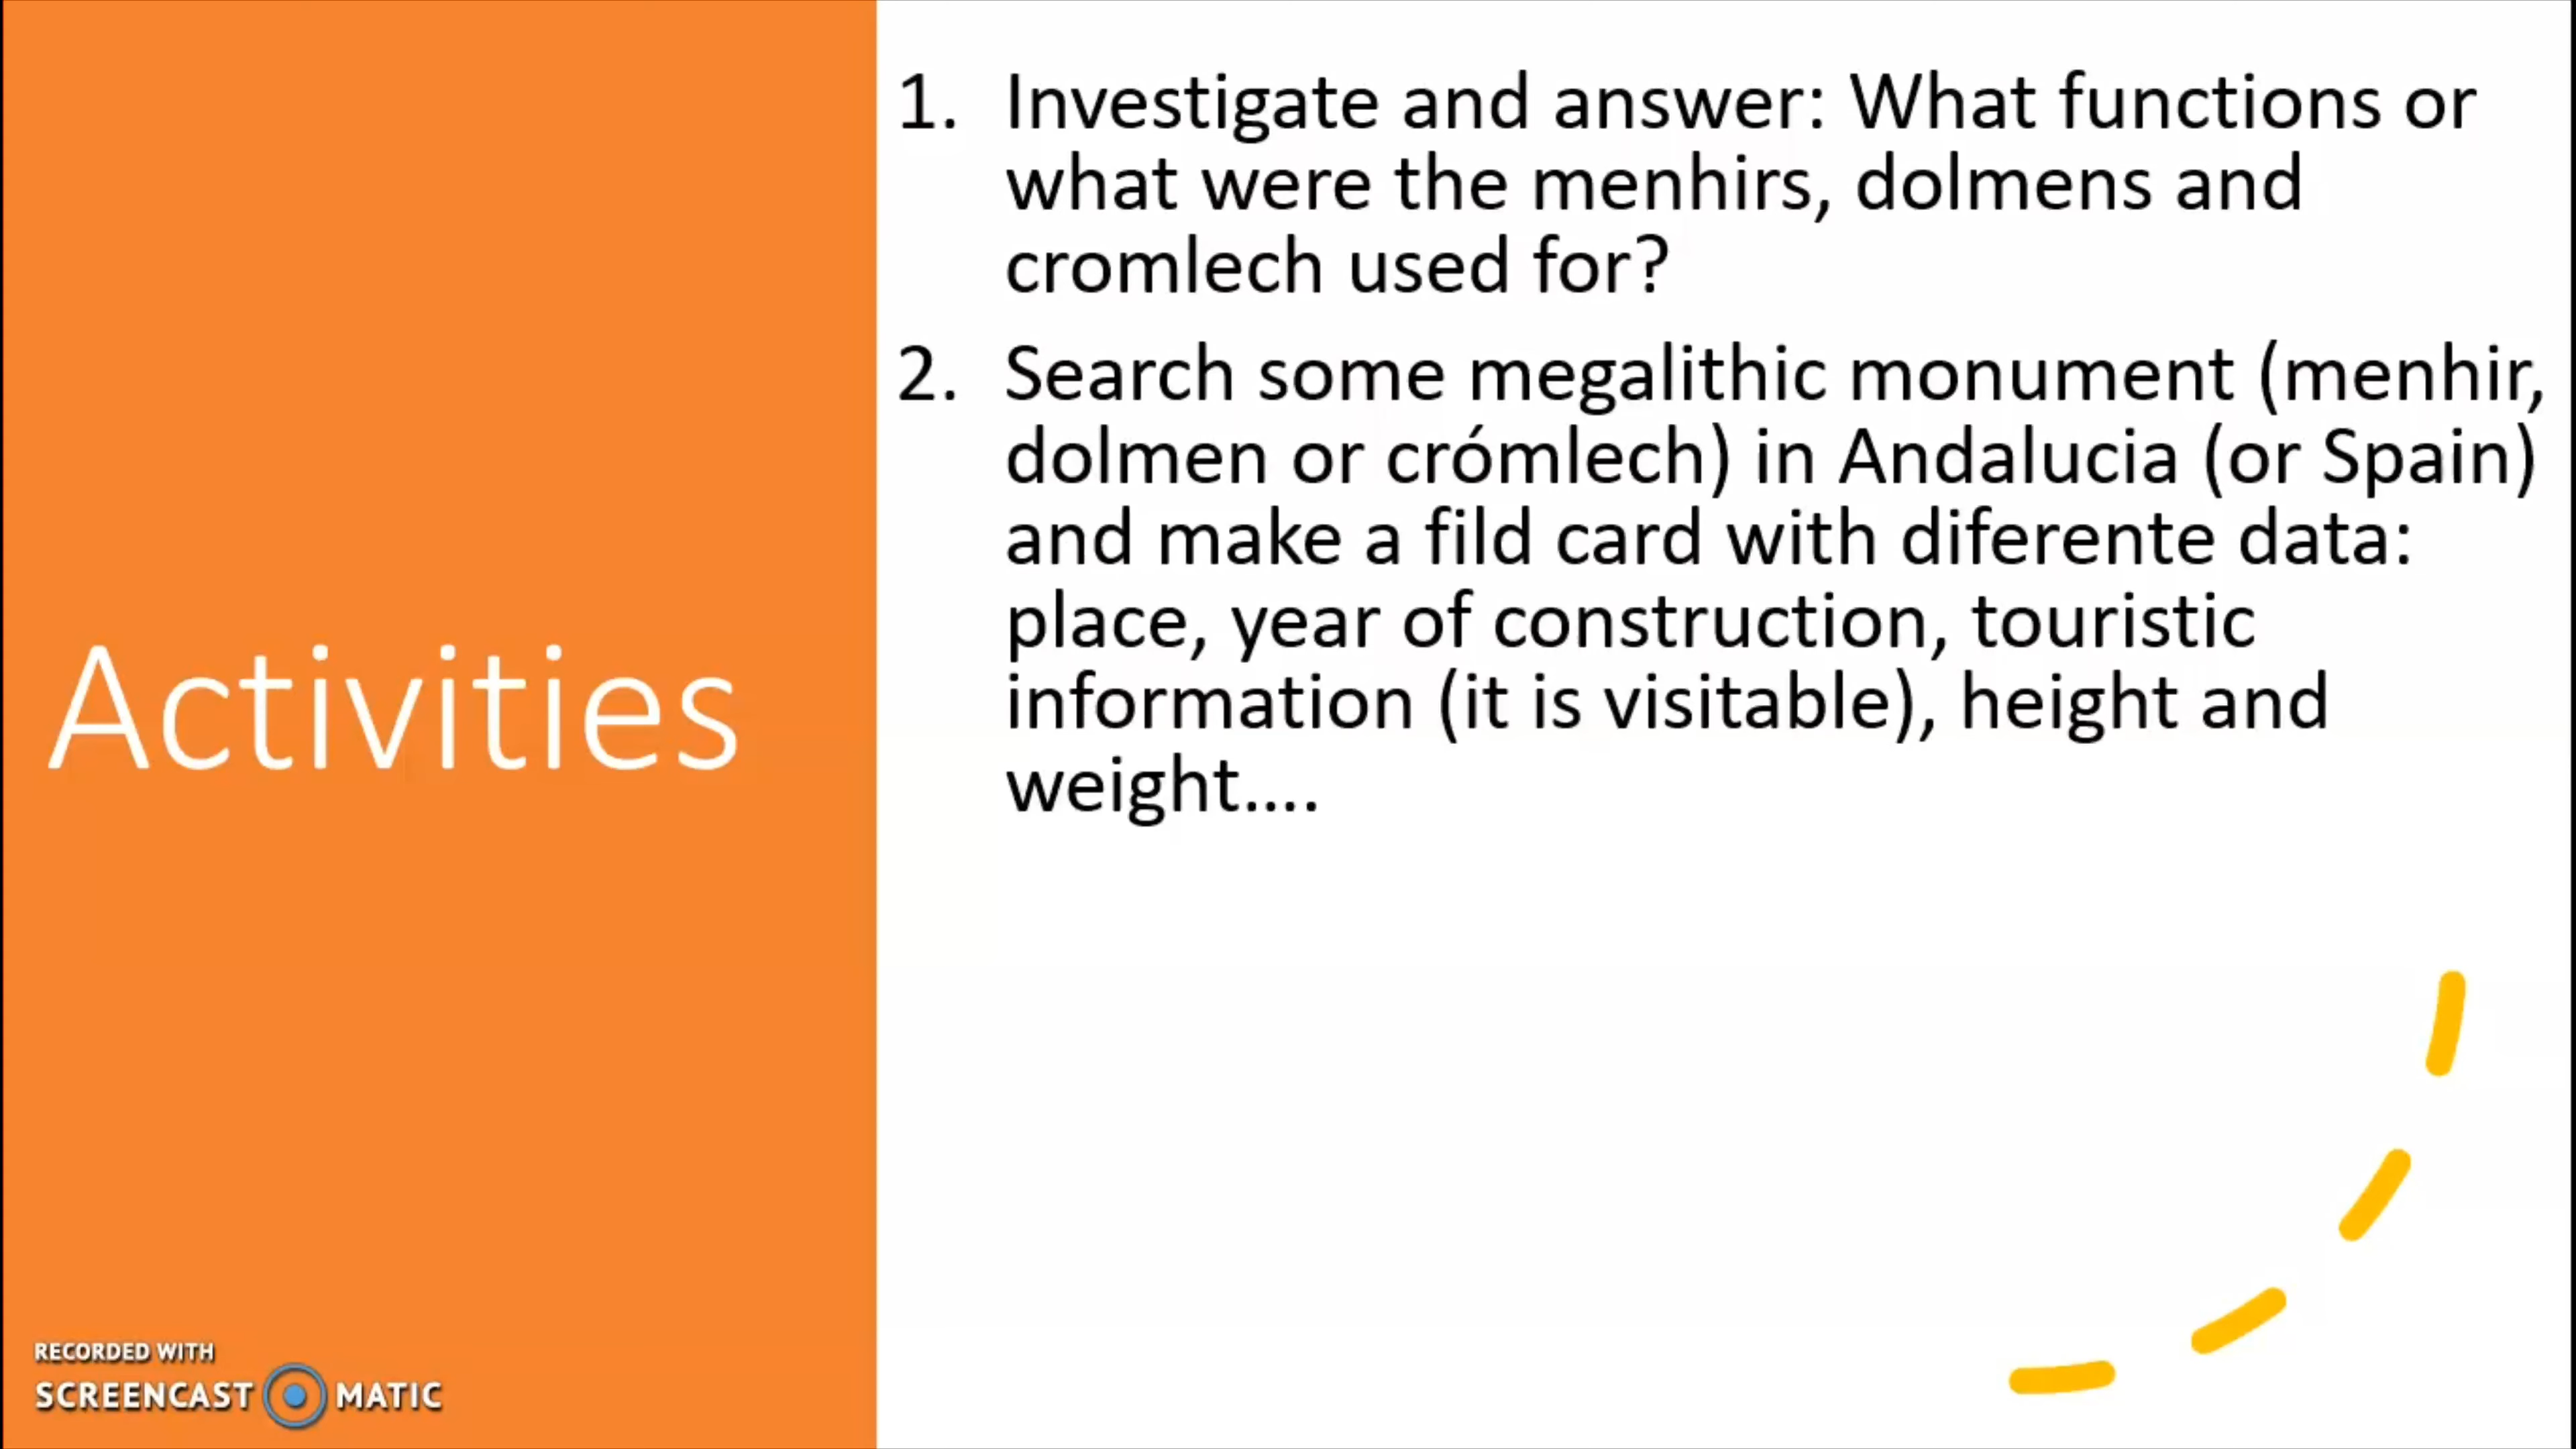 Activities
1. Investigate and answer: What functions or
what were the menhirs, dolmens and
cromlech used for?
2. Search some megalithic monument (menhir,
dolmen or crómlech) in Andalucia (or Spain)
and make a fild card with diferente data:
place, year of construction, touristic
information (it is visitable), height and
weight....
RECORDED WITH
SCREENCAST MATIC